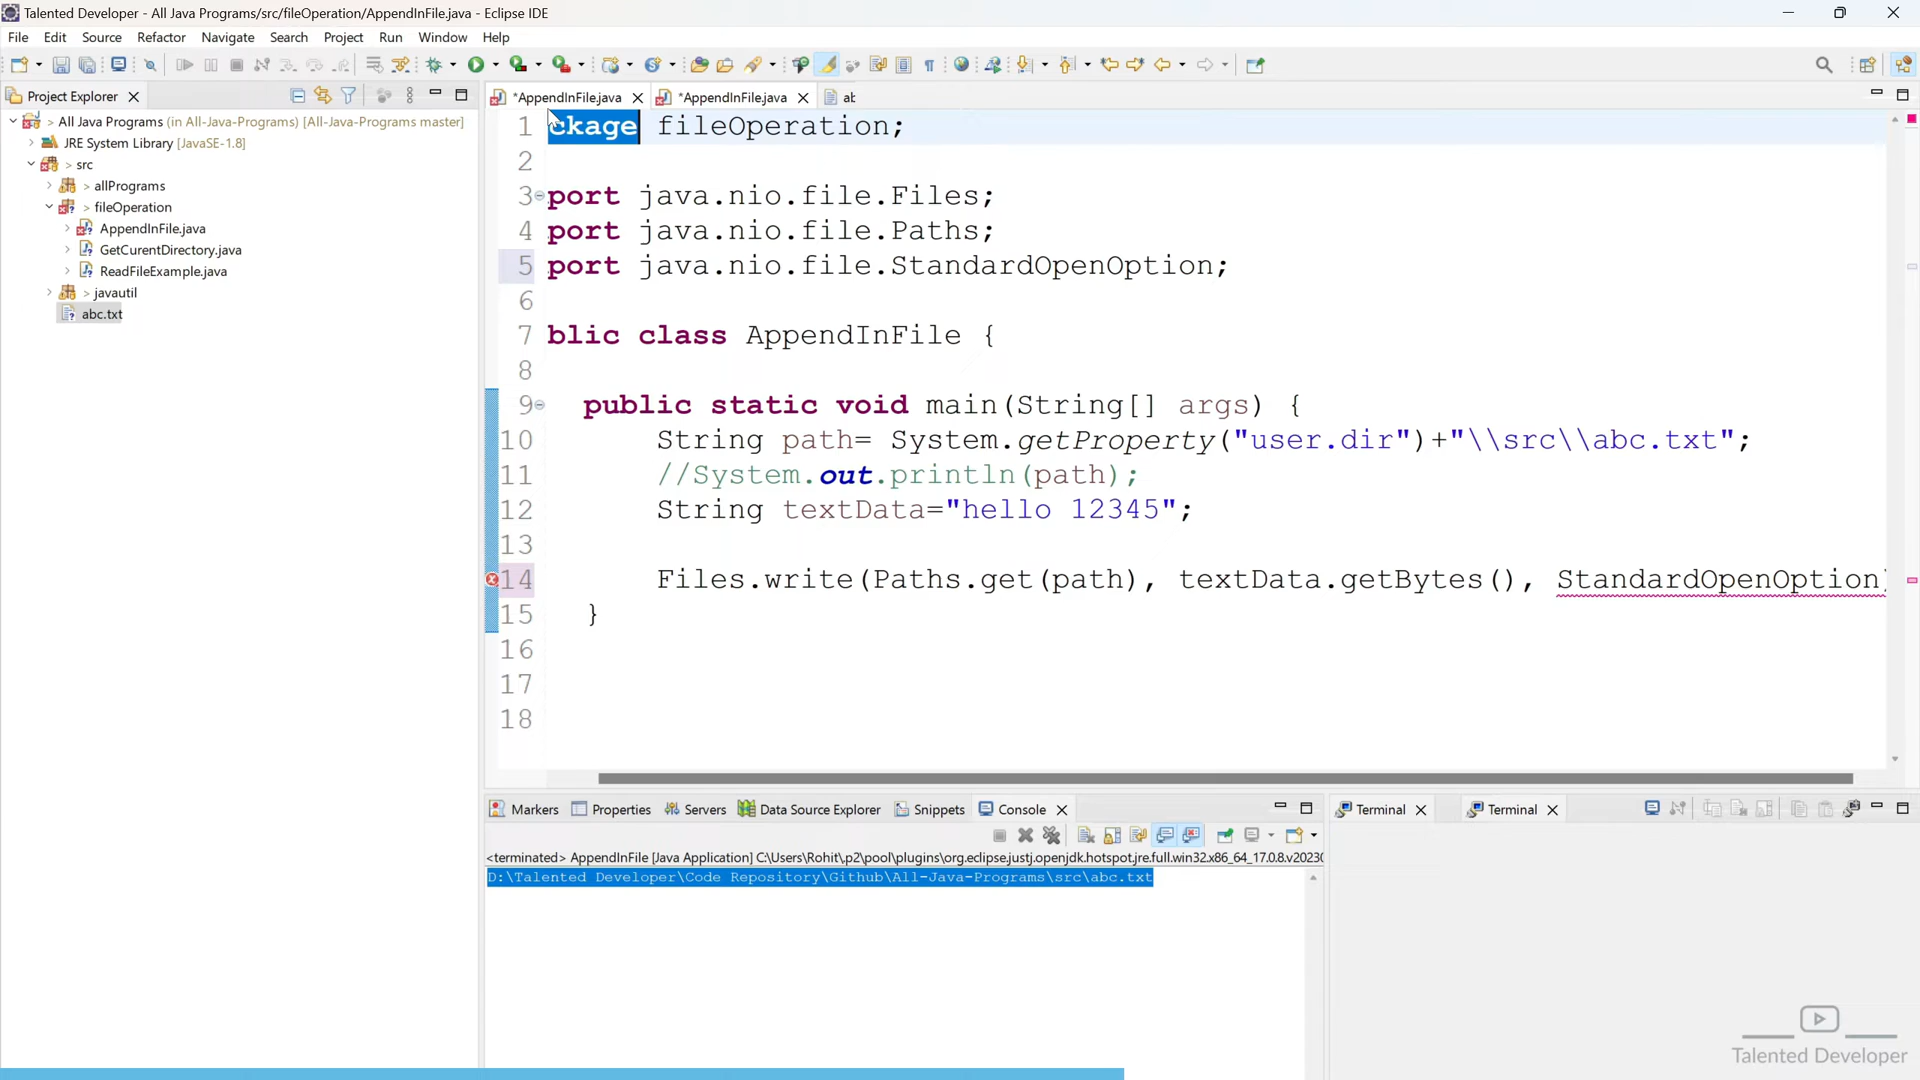 Talented Developer - All Java Programs/src/fileOperation/AppendInFile.java - Eclipse IDE
File Edit Source Refactor Navigate Search Project Run Window Help
Project Explorer
All Java Programs (in All-Java-Programs) [All-Java-Programs master]
JRE System Library [JavaSE-1.8]
> src
> allPrograms
> fileOperation
AppendInFile.java
GetCurentDirectory.java
ReadFileExample.java
> javautil
abc.txt
*AppendInFile.java *AppendInFile.java ab
1 ckage fileOperation;
2
3 port java.nio.file.Files;
4 port java.nio.file.Paths;
5 port java.nio.file.StandardOpenOption;
6
7 blic class AppendInFile {
8
9 public static void main(String[] args) {
10 String path= System.getProperty("user.dir")+"\\src\\abc.txt";
11 //System.out.println(path);
12 String textData="hello 12345";
13
14 Files.write(Paths.get(path), textData.getBytes(), StandardOpenOption)
15 }
16
17
18
Markers Properties Servers Data Source Explorer Snippets Console
<terminated> AppendInFile [Java Application] C:\Users\Rohit\.p2\pool\plugins\org.eclipse.justj.openjdk.hotspot.jre.full.win32.x86_64_17.0.8.v2023(
D:\Talented Developer\Code Repository\Github\All-Java-Programs\src\abc.txt
Terminal Terminal
Talented Developer